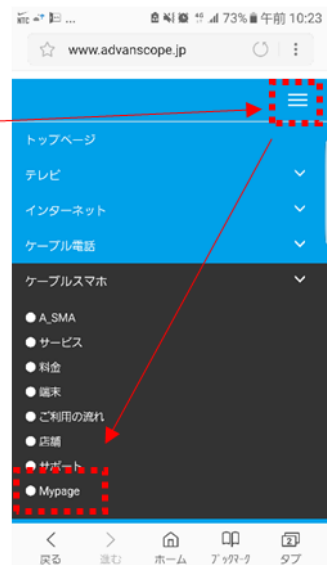 73% 午前 10:23
www.advanscope.jp
トップページ
テレビ
インターネット
ケーブル電話
ケーブルスマホ
A_SMA
サービス
料金
端末
ご利用の流れ
店舗
サポート
Mypage
戻る 進む ホーム ブックマーク タブ